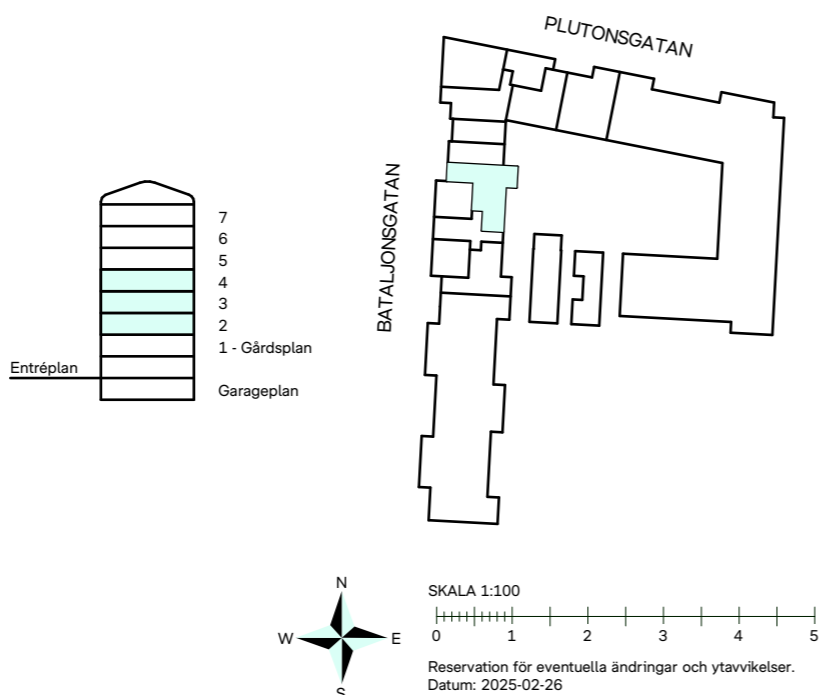 PLUTONSGATAN
BATALJONSGATAN
7
6
5
4
3
2
1 - Gårdsplan
Entréplan
Garageplan
N
W E
S
SKALA 1:100
0 1 2 3 4 5
Reservation för eventuella ändringar och ytavvikelser.
Datum: 2025-02-26